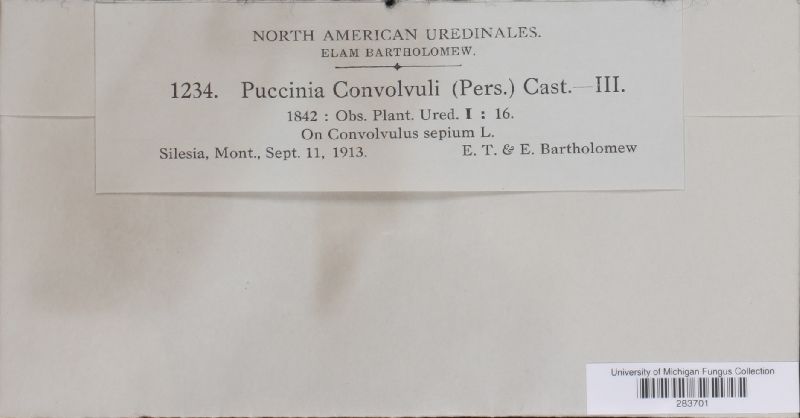 NORTH AMERICAN UREDINALES.
ELAM BARTHOLOMEW.
1234. Puccinia Convolvuli (Pers.) Cast.—III.
1842 : Obs. Plant. Ured. I : 16.
On Convolvulus sepium L.
Silesia, Mont., Sept. 11, 1913. E. T. & E. Bartholomew
University of Michigan Fungus Collection
283701